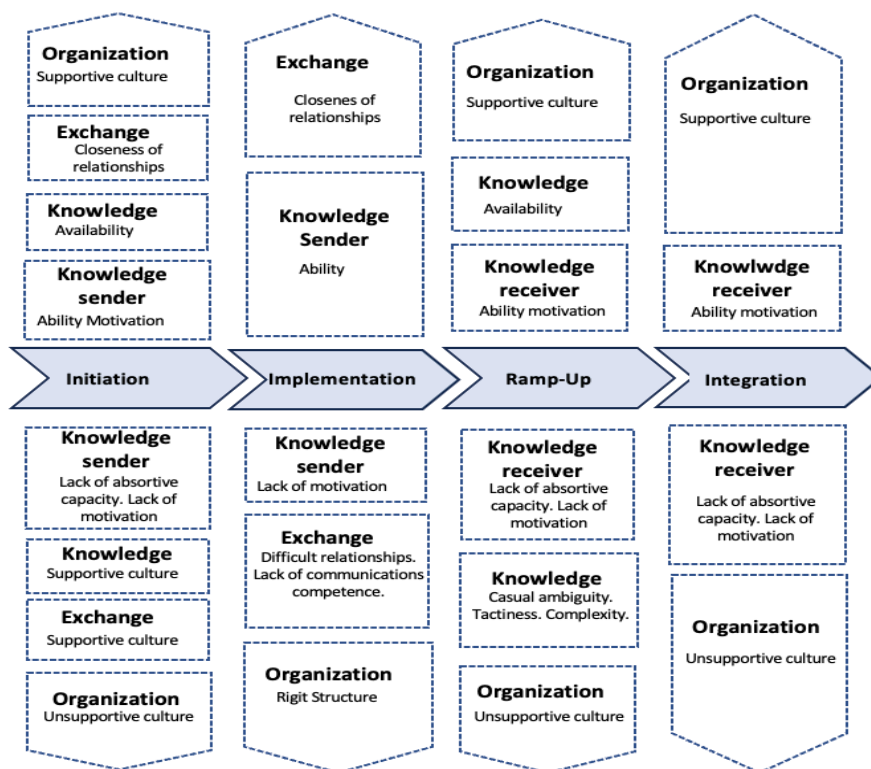 Organization
Supportive culture
Exchange
Closeness of
relationships
Knowledge
Availability
Knowledge
sender
Ability Motivation
Exchange
Closenes of
relationships
Knowledge
Sender
Ability
Organization
Supportive culture
Knowledge
Availability
Knowledge
receiver
Ability motivation
Organization
Supportive culture
Knowlwdge
receiver
Ability motivation
Initiation
Implementation
Ramp-Up
Integration
Knowledge
sender
Lack of absortive
capacity. Lack of
motivation
Knowledge
Supportive culture
Exchange
Supportive culture
Organization
Unsupportive culture
Knowledge
sender
Lack of motivation
Exchange
Difficult relationships.
Lack of communications
competence.
Organization
Rigit Structure
Knowledge
receiver
Lack of absortive
capacity. Lack of
motivation
Knowledge
Casual ambiguity.
Tactiness. Complexity.
Organization
Unsupportive culture
Knowledge
receiver
Lack of absortive
capacity. Lack of
motivation
Organization
Unsupportive culture